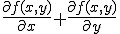 ∂f(x,y)/∂x + ∂f(x,y)/∂y